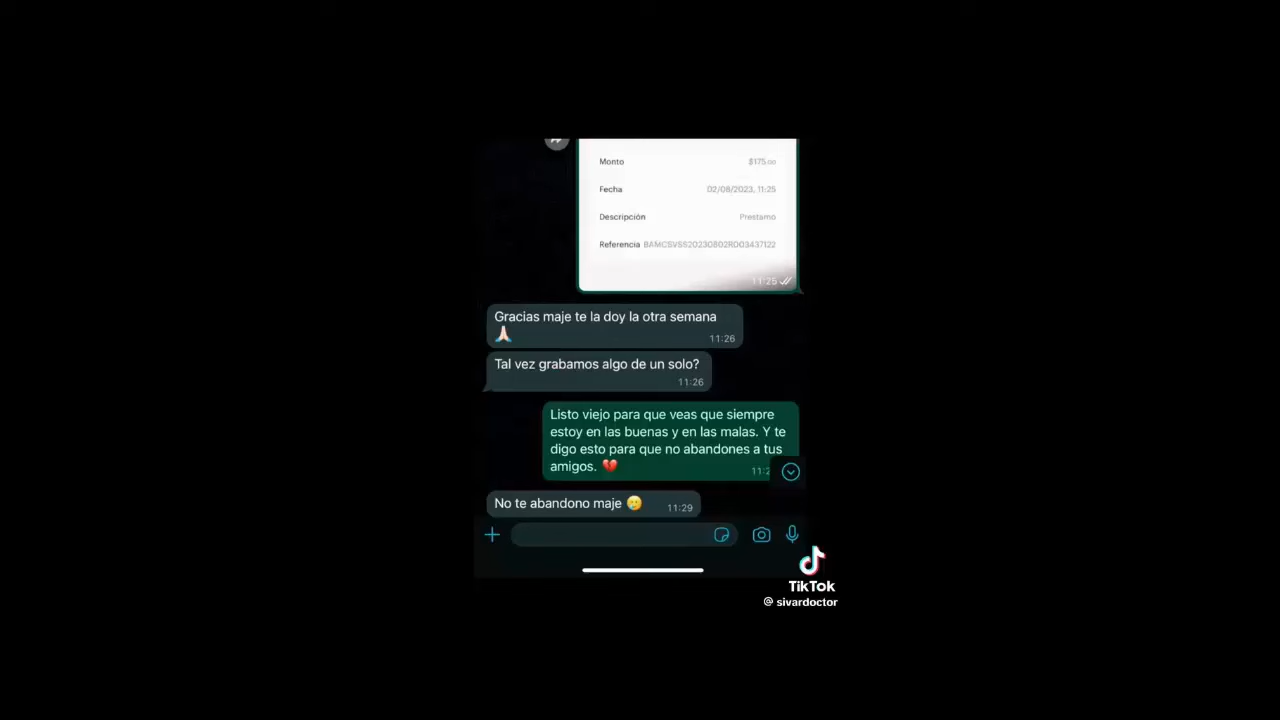 Monto $175.00
Fecha 02/08/2023, 11:25
Descripción Prestamo
Referencia BAMCSVSS20230802R003437122
11:25
Gracias maje te la doy la otra semana
🙏🏻
11:26
Tal vez grabamos algo de un solo?
11:26
Listo viejo para que veas que siempre
estoy en las buenas y en las malas. Y te
digo esto para que no abandones a tus
amigos. 💔
No te abandono maje 🥲
11:29
TikTok
@ sivardoctor